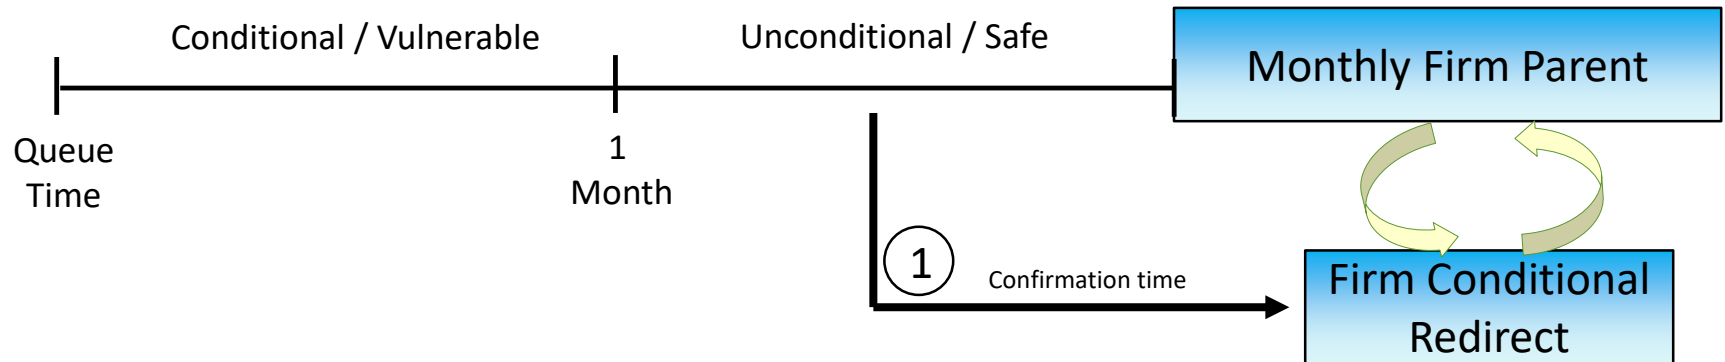 Conditional / Vulnerable
Unconditional / Safe
Monthly Firm Parent
Queue
Time
1
Month
1
Confirmation time
Firm Conditional
Redirect